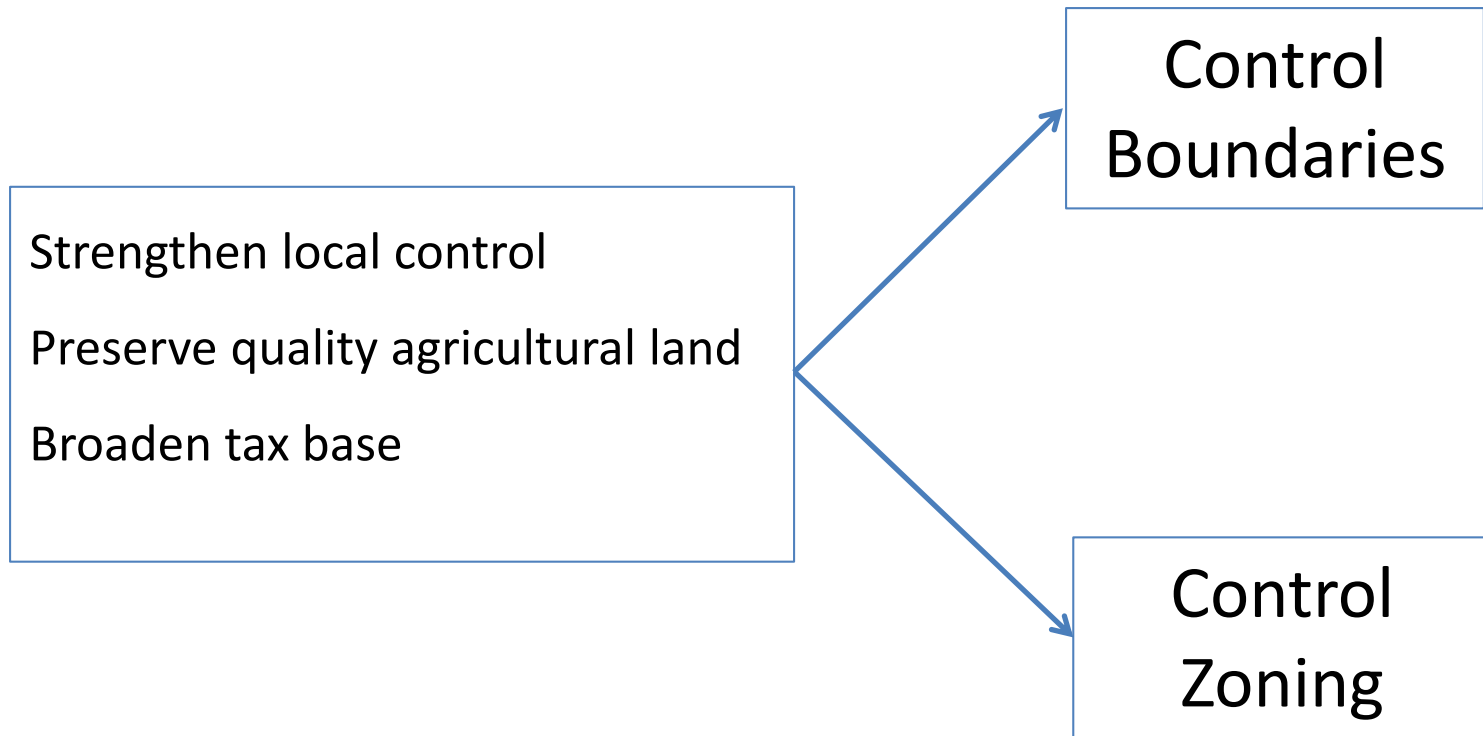 Control
Boundaries
Strengthen local control
Preserve quality agricultural land
Broaden tax base
Control
Zoning